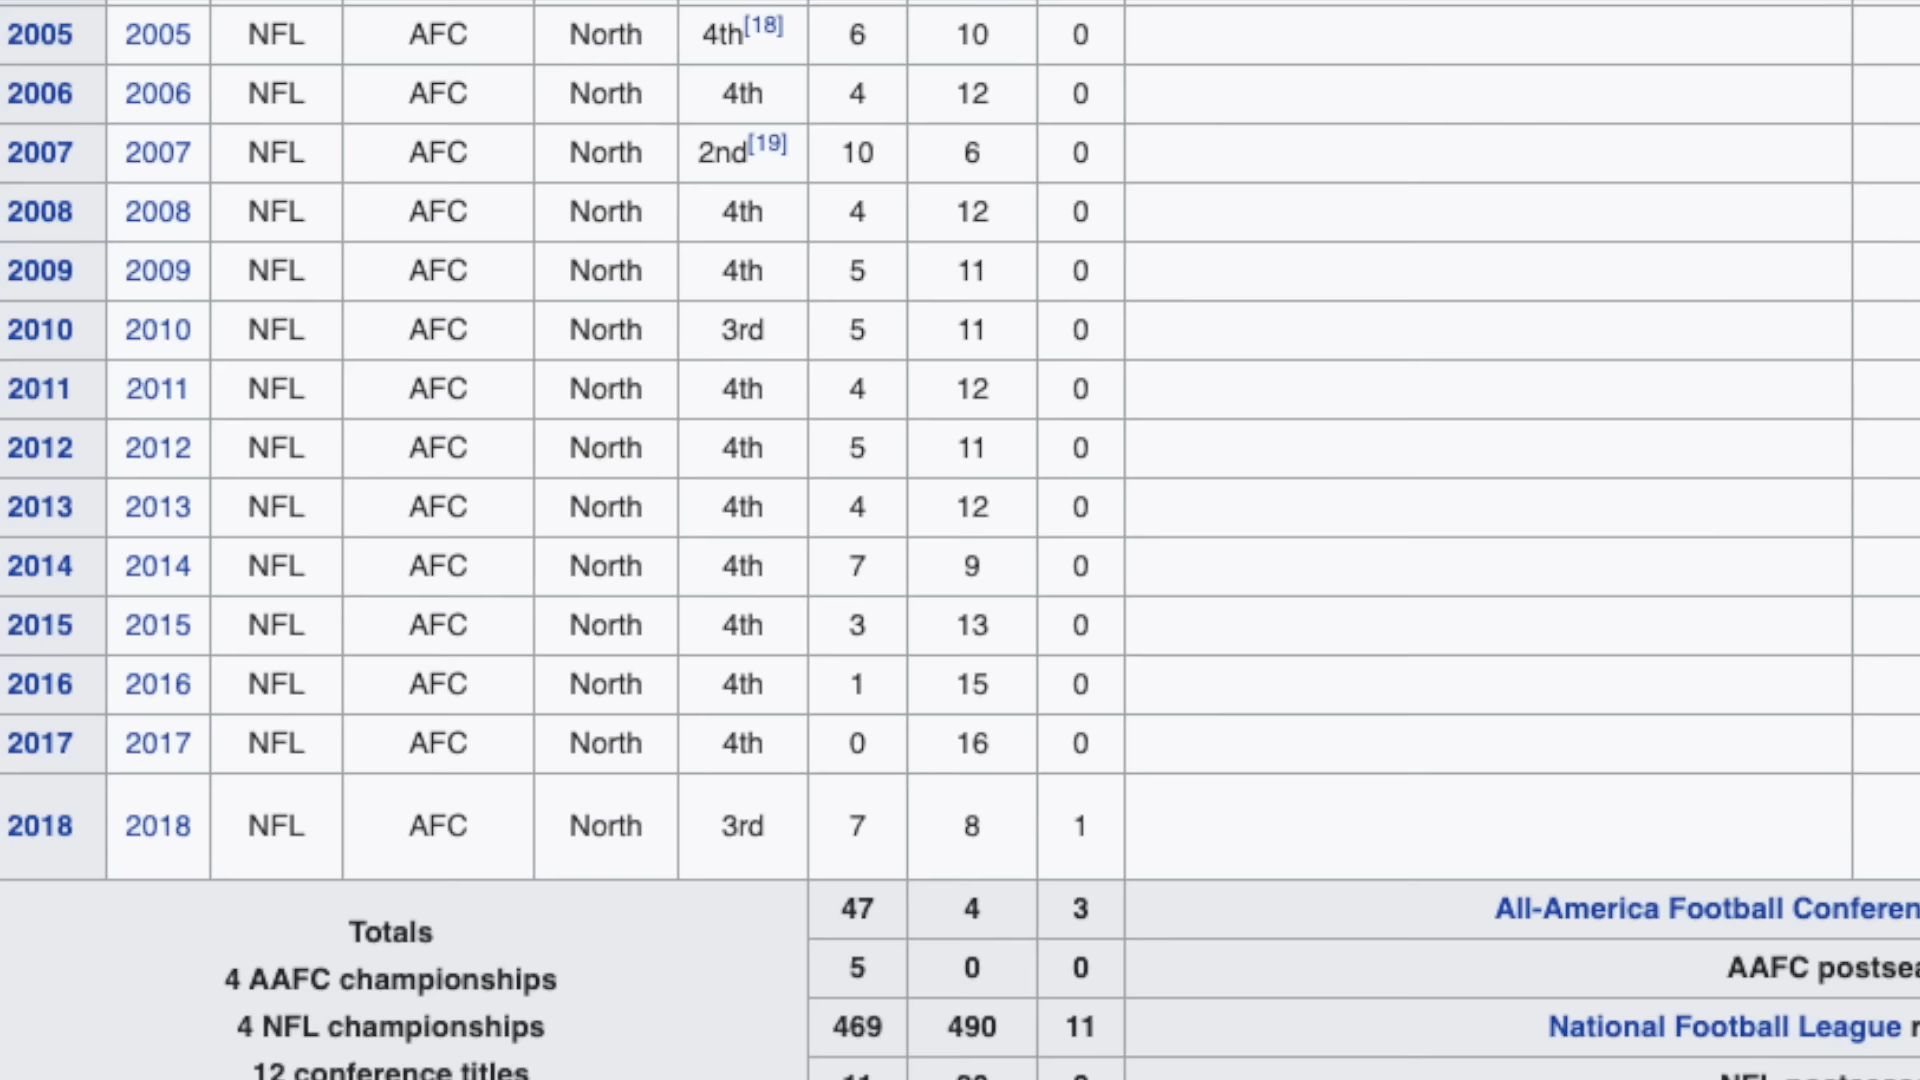 2005 2005 NFL AFC North 4th[18] 6 10 0
2006 2006 NFL AFC North 4th 4 12 0
2007 2007 NFL AFC North 2nd[19] 10 6 0
2008 2008 NFL AFC North 4th 4 12 0
2009 2009 NFL AFC North 4th 5 11 0
2010 2010 NFL AFC North 3rd 5 11 0
2011 2011 NFL AFC North 4th 4 12 0
2012 2012 NFL AFC North 4th 5 11 0
2013 2013 NFL AFC North 4th 4 12 0
2014 2014 NFL AFC North 4th 7 9 0
2015 2015 NFL AFC North 4th 3 13 0
2016 2016 NFL AFC North 4th 1 15 0
2017 2017 NFL AFC North 4th 0 16 0
2018 2018 NFL AFC North 3rd 7 8 1
47 4 3 All-America Football Conferen
Totals
5 0 0 AAFC postsea
4 AAFC championships
469 490 11 National Football League r
4 NFL championships
12 conference titles